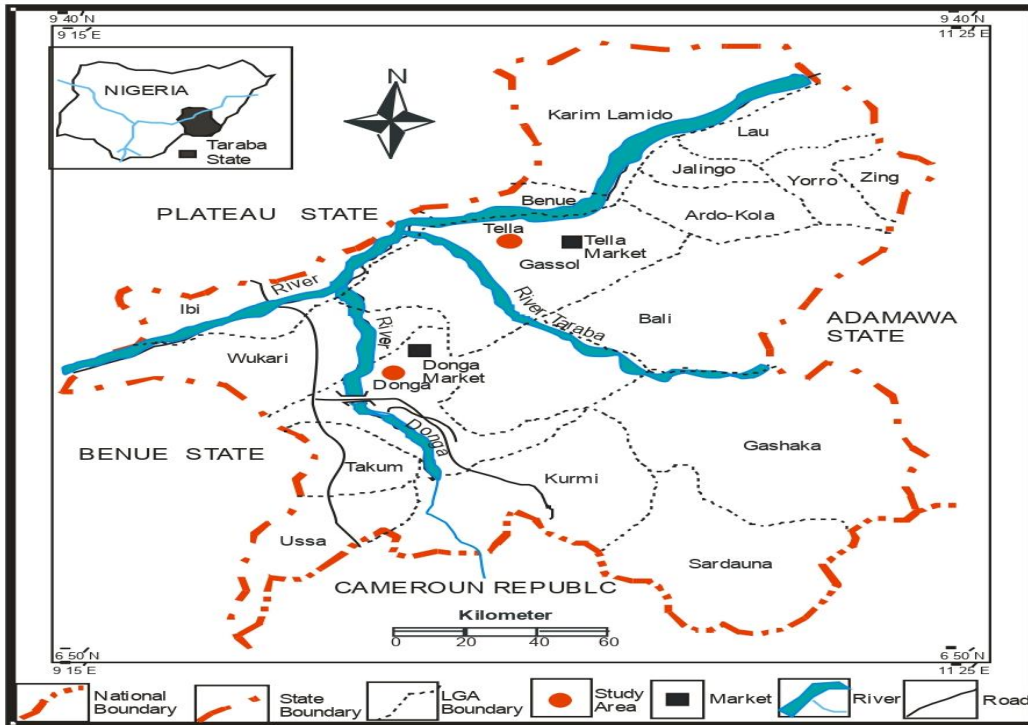 9 40 N
9 15 E
9 40 N
11 25 E
NIGERIA
Taraba
State
N
Karim Lamido
Lau
Jalingo
Yorro
Zing
Benue
Ardo-Kola
PLATEAU STATE
Tella
Tella
Market
Gassol
River
Ibi
River Taraba
Bali
ADAMAWA
STATE
Wukari
River
Donga
Market
Donga
Donga
BENUE STATE
Takum
Kurmi
Gashaka
Ussa
Sardauna
CAMEROUN REPUBLC
Kilometer
0 20 40 60
6 50 N
9 15 E
6 50 N
11 25 E
National
Boundary
State
Boundary
LGA
Boundary
Study
Area
Market
River
Road